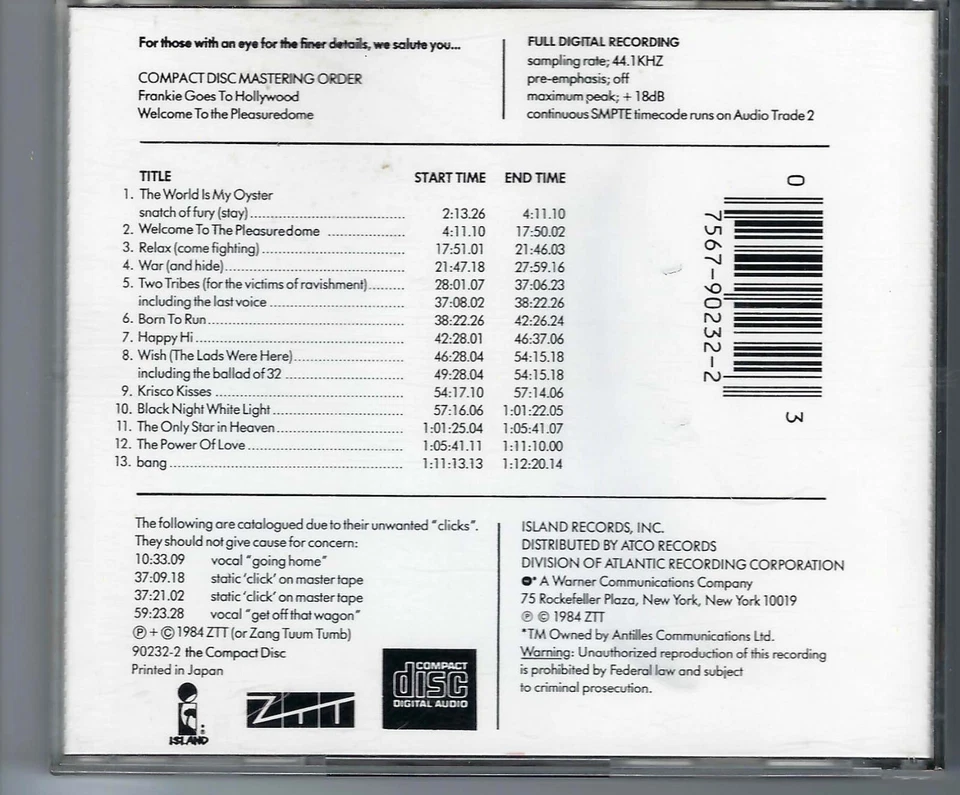 For those with an eye for the finer details, we salute you...
COMPACT DISC MASTERING ORDER
Frankie Goes To Hollywood
Welcome To the Pleasuredome
FULL DIGITAL RECORDING
sampling rate; 44.1KHZ
pre-emphasis; off
maximum peak; + 18dB
continuous SMPTE timecode runs on Audio Trade 2
TITLE START TIME END TIME
1. The World Is My Oyster
snatch of fury (stay) 2:13.26 4:11.10
2. Welcome To The Pleasuredome 4:11.10 17:50.02
3. Relax (come fighting) 17:51.01 21:46.03
4. War (and hide) 21:47.18 27:59.16
5. Two Tribes (for the victims of ravishment) 28:01.07 37:06.23
including the last voice 37:08.02 38:22.26
6. Born To Run 38:22.26 42:26.24
7. Happy Hi 42:28.01 46:37.06
8. Wish (The Lads Were Here) 46:28.04 54:15.18
including the ballad of 32 49:28.04 54:15.18
9. Krisco Kisses 54:17.10 57:14.06
10. Black Night White Light 57:16.06 1:01:22.05
11. The Only Star in Heaven 1:01:25.04 1:05:41.07
12. The Power Of Love 1:05:41.11 1:11:10.00
13. bang 1:11:13.13 1:12:20.14
0 7567-90232-2 3
The following are catalogued due to their unwanted "clicks".
They should not give cause for concern:
10:33.09 vocal "going home"
37:09.18 static 'click' on master tape
37:21.02 static 'click' on master tape
59:23.28 vocal "get off that wagon"
℗ + © 1984 ZTT (or Zang Tuum Tumb)
90232-2 the Compact Disc
Printed in Japan
ISLAND
ZTT
COMPACT
disc
DIGITAL AUDIO
ISLAND RECORDS, INC.
DISTRIBUTED BY ATCO RECORDS
DIVISION OF ATLANTIC RECORDING CORPORATION
* A Warner Communications Company
75 Rockefeller Plaza, New York, New York 10019
℗ © 1984 ZTT
*TM Owned by Antilles Communications Ltd.
Warning: Unauthorized reproduction of this recording
is prohibited by Federal law and subject
to criminal prosecution.